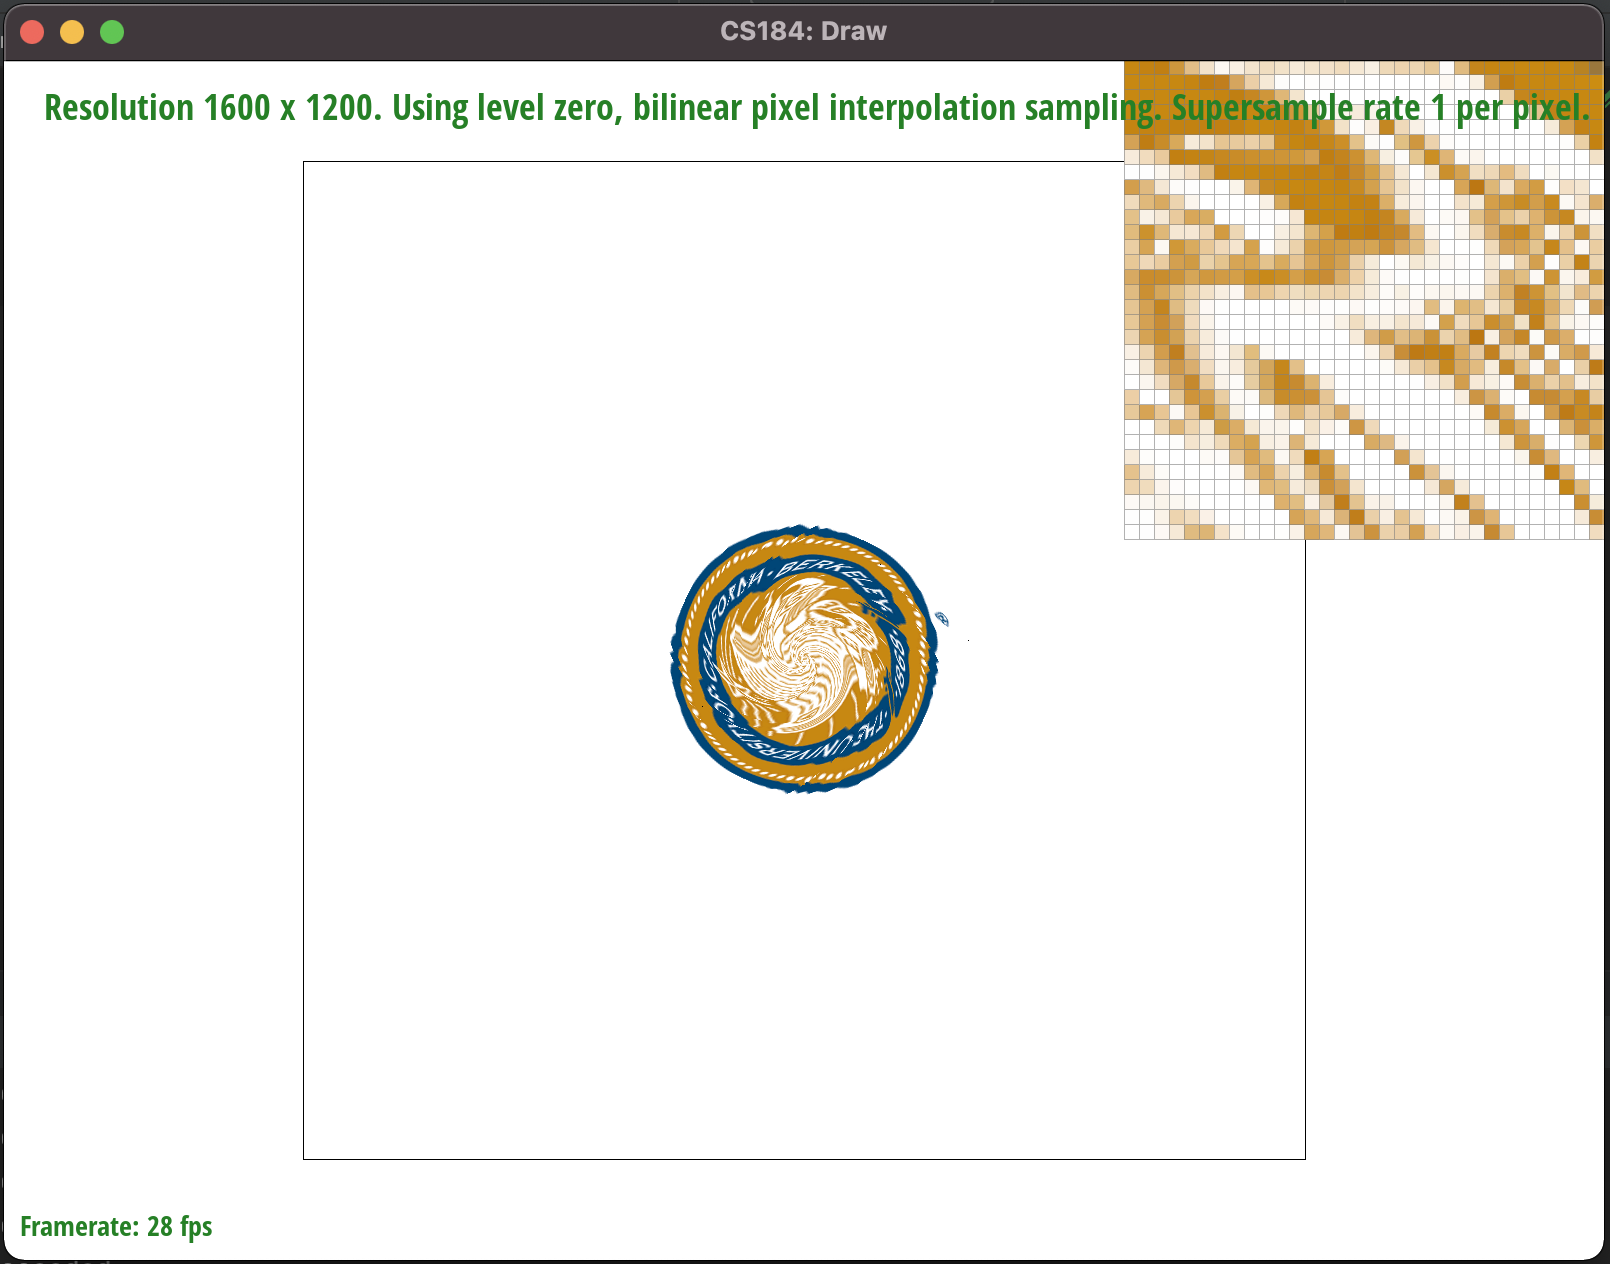 CS184: Draw
Resolution 1600 x 1200. Using level zero, bilinear pixel interpolation sampling. Supersample rate 1 per pixel.
CALIFORNIA · BERKELEY
· 1868 ·
THE UNIVERSITY OF
Framerate: 28 fps